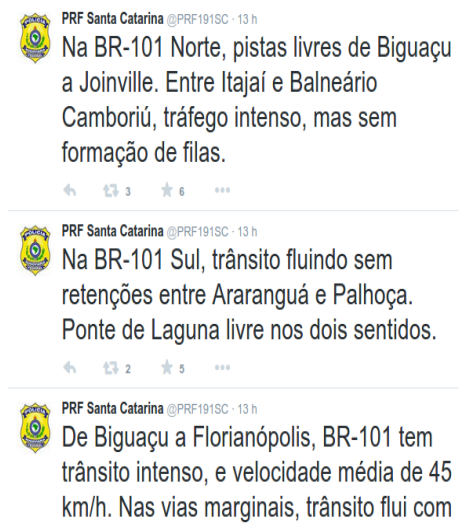 PRF Santa Catarina @PRF191SC · 13 h
Na BR-101 Norte, pistas livres de Biguaçu
a Joinville. Entre Itajaí e Balneário
Camboriú, tráfego intenso, mas sem
formação de filas.
3 6
PRF Santa Catarina @PRF191SC · 13 h
Na BR-101 Sul, trânsito fluindo sem
retenções entre Araranguá e Palhoça.
Ponte de Laguna livre nos dois sentidos.
2 5
PRF Santa Catarina @PRF191SC · 13 h
De Biguaçu a Florianópolis, BR-101 tem
trânsito intenso, e velocidade média de 45
km/h. Nas vias marginais, trânsito flui com